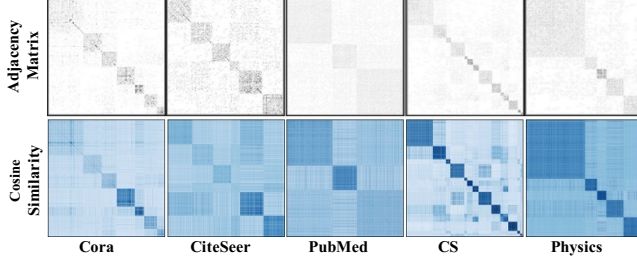 Adjacency
Matrix
Cosine
Similarity
Cora
CiteSeer
PubMed
CS
Physics